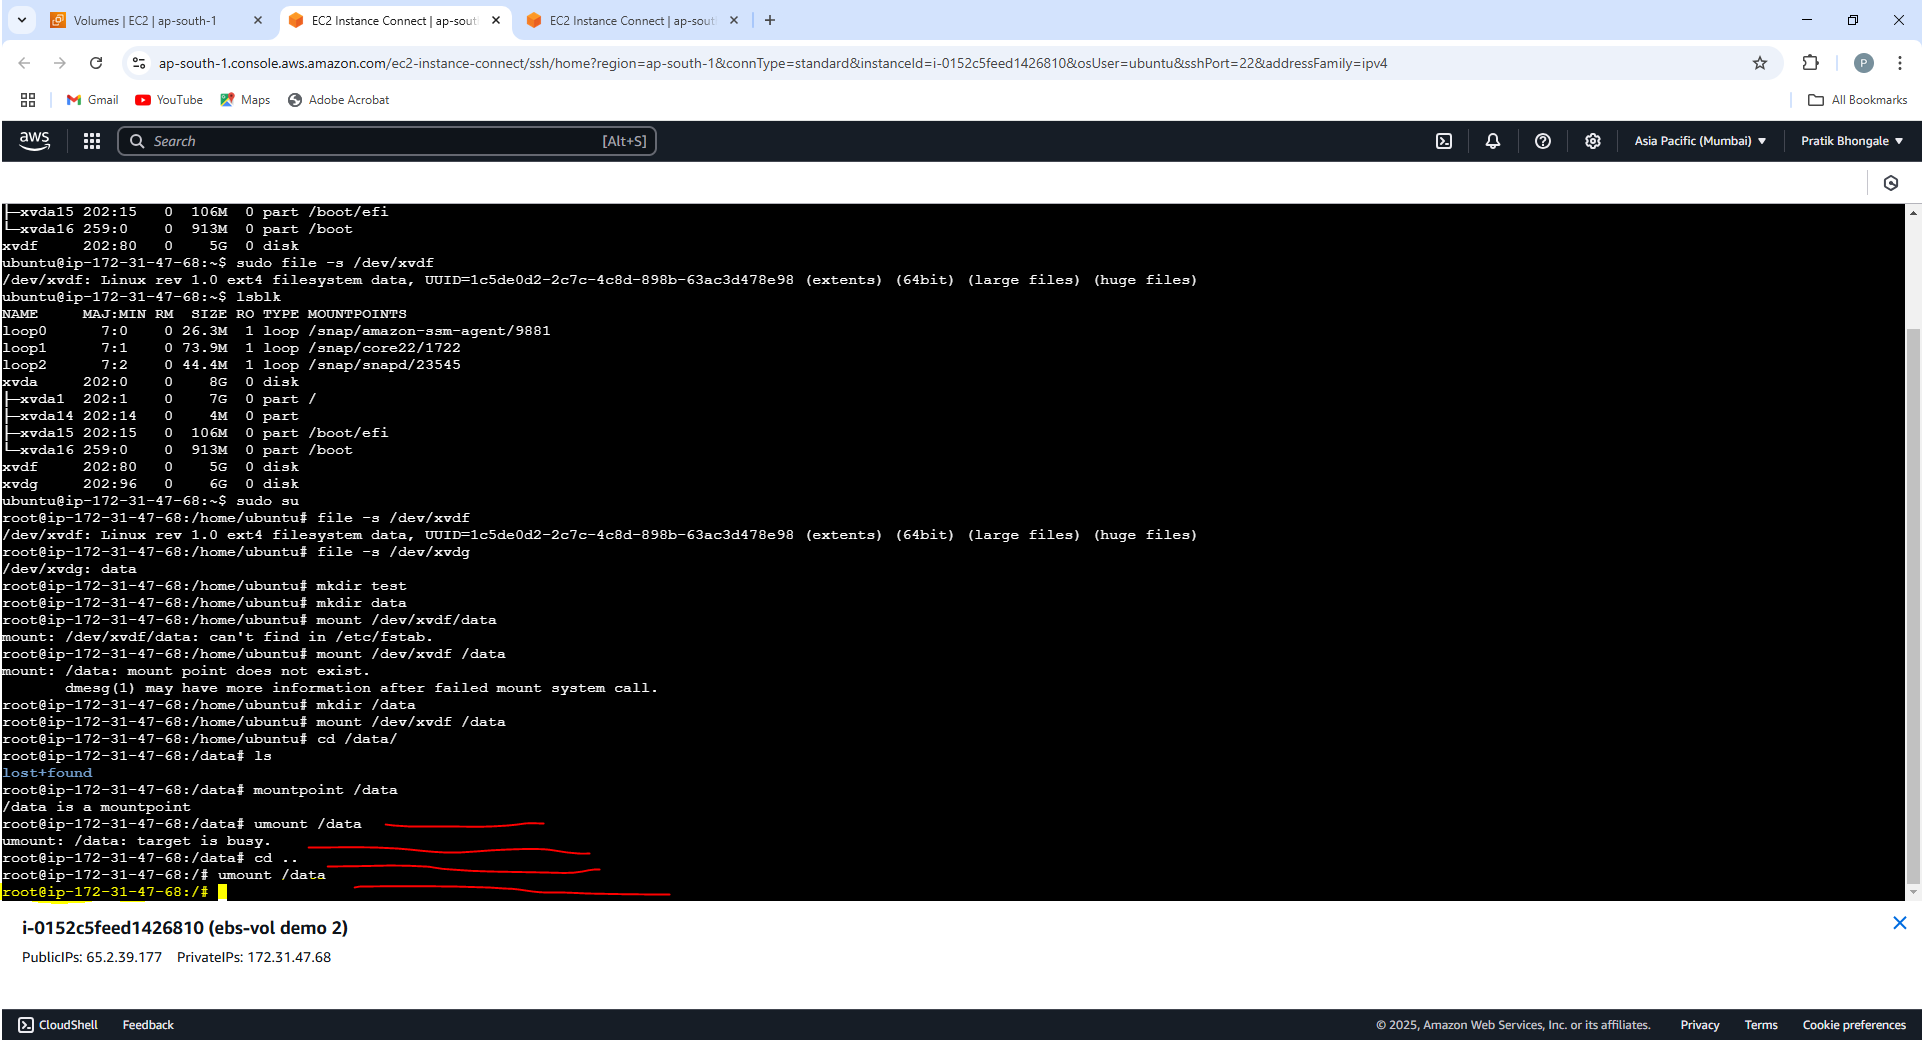 Volumes | EC2 | ap-south-1
EC2 Instance Connect | ap-sout
EC2 Instance Connect | ap-sout
ap-south-1.console.aws.amazon.com/ec2-instance-connect/ssh/home?region=ap-south-1&connType=standard&instanceId=i-0152c5feed1426810&osUser=ubuntu&sshPort=22&addressFamily=ipv4
P
Gmail YouTube Maps Adobe Acrobat All Bookmarks
aws Search [Alt+S] Asia Pacific (Mumbai) Pratik Bhongale
├─xvda15 202:15   0  106M  0 part /boot/efi
└─xvda16 259:0    0  913M  0 part /boot
xvdf     202:80   0    5G  0 disk
ubuntu@ip-172-31-47-68:~$ sudo file -s /dev/xvdf
/dev/xvdf: Linux rev 1.0 ext4 filesystem data, UUID=1c5de0d2-2c7c-4c8d-898b-63ac3d478e98 (extents) (64bit) (large files) (huge files)
ubuntu@ip-172-31-47-68:~$ lsblk
NAME     MAJ:MIN RM  SIZE RO TYPE MOUNTPOINTS
loop0      7:0    0 26.3M  1 loop /snap/amazon-ssm-agent/9881
loop1      7:1    0 73.9M  1 loop /snap/core22/1722
loop2      7:2    0 44.4M  1 loop /snap/snapd/23545
xvda     202:0    0    8G  0 disk
├─xvda1  202:1    0    7G  0 part /
├─xvda14 202:14   0    4M  0 part
├─xvda15 202:15   0  106M  0 part /boot/efi
└─xvda16 259:0    0  913M  0 part /boot
xvdf     202:80   0    5G  0 disk
xvdg     202:96   0    6G  0 disk
ubuntu@ip-172-31-47-68:~$ sudo su
root@ip-172-31-47-68:/home/ubuntu# file -s /dev/xvdf
/dev/xvdf: Linux rev 1.0 ext4 filesystem data, UUID=1c5de0d2-2c7c-4c8d-898b-63ac3d478e98 (extents) (64bit) (large files) (huge files)
root@ip-172-31-47-68:/home/ubuntu# file -s /dev/xvdg
/dev/xvdg: data
root@ip-172-31-47-68:/home/ubuntu# mkdir test
root@ip-172-31-47-68:/home/ubuntu# mkdir data
root@ip-172-31-47-68:/home/ubuntu# mount /dev/xvdf/data
mount: /dev/xvdf/data: can't find in /etc/fstab.
root@ip-172-31-47-68:/home/ubuntu# mount /dev/xvdf /data
mount: /data: mount point does not exist.
       dmesg(1) may have more information after failed mount system call.
root@ip-172-31-47-68:/home/ubuntu# mkdir /data
root@ip-172-31-47-68:/home/ubuntu# mount /dev/xvdf /data
root@ip-172-31-47-68:/home/ubuntu# cd /data/
root@ip-172-31-47-68:/data# ls
lost+found
root@ip-172-31-47-68:/data# mountpoint /data
/data is a mountpoint
root@ip-172-31-47-68:/data# umount /data
umount: /data: target is busy.
root@ip-172-31-47-68:/data# cd ..
root@ip-172-31-47-68:/# umount /data
root@ip-172-31-47-68:/#
i-0152c5feed1426810 (ebs-vol demo 2)
PublicIPs: 65.2.39.177 PrivateIPs: 172.31.47.68
CloudShell Feedback © 2025, Amazon Web Services, Inc. or its affiliates. Privacy Terms Cookie preferences